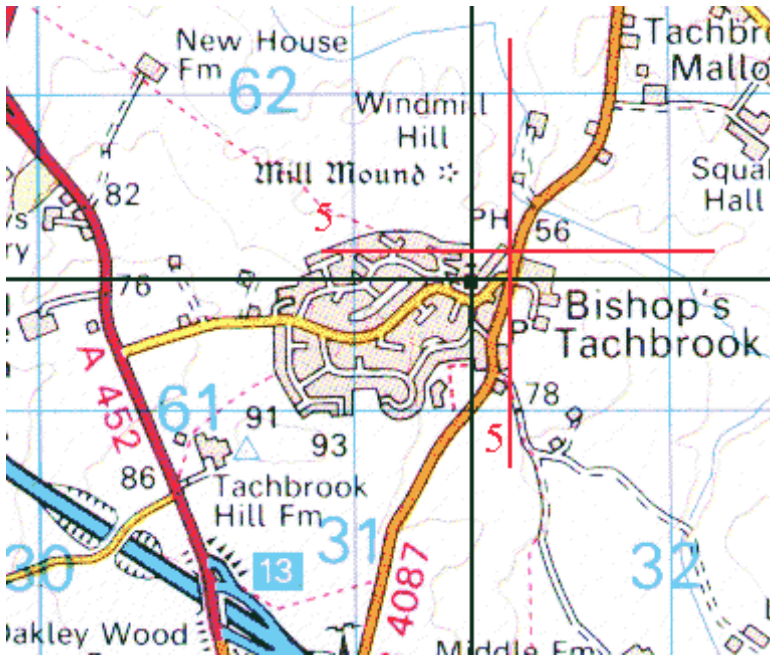 New House
Fm
62
Tachbro
Mallo
Windmill
Hill
Mill Mound
Squa
Hall
82
5
PH
56
76
Bishop's
Tachbrook
P
A 452
61
91
93
78
5
86
Tachbrook
Hill Fm
30
13
31
4087
32
akley Wood
Middle Fm